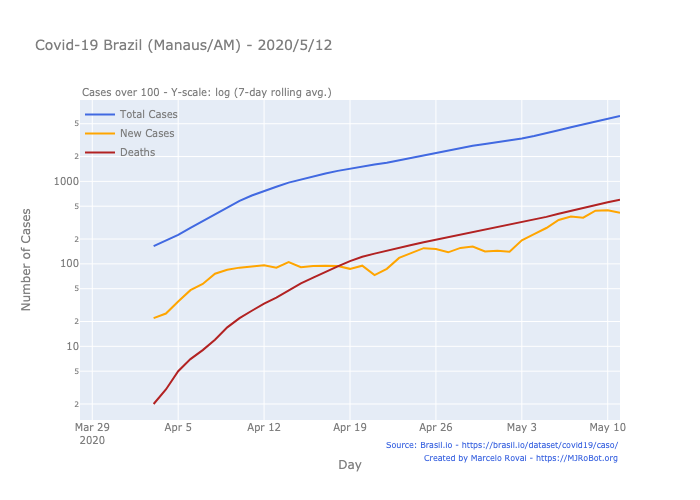 Covid-19 Brazil (Manaus/AM) - 2020/5/12
Cases over 100 - Y-scale: log (7-day rolling avg.)
Total Cases
New Cases
Deaths
5
2
1000
5
2
100
5
2
10
5
2
Number of Cases
Mar 29
2020
Apr 5
Apr 12
Apr 19
Apr 26
May 3
May 10
Day
Source: Brasil.io - https://brasil.io/dataset/covid19/caso/
Created by Marcelo Rovai - https://MJRoBot.org